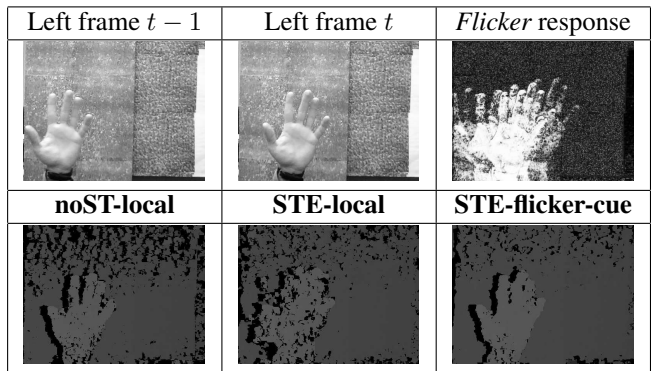 Left frame t − 1 Left frame t Flicker response
noST-local STE-local STE-flicker-cue